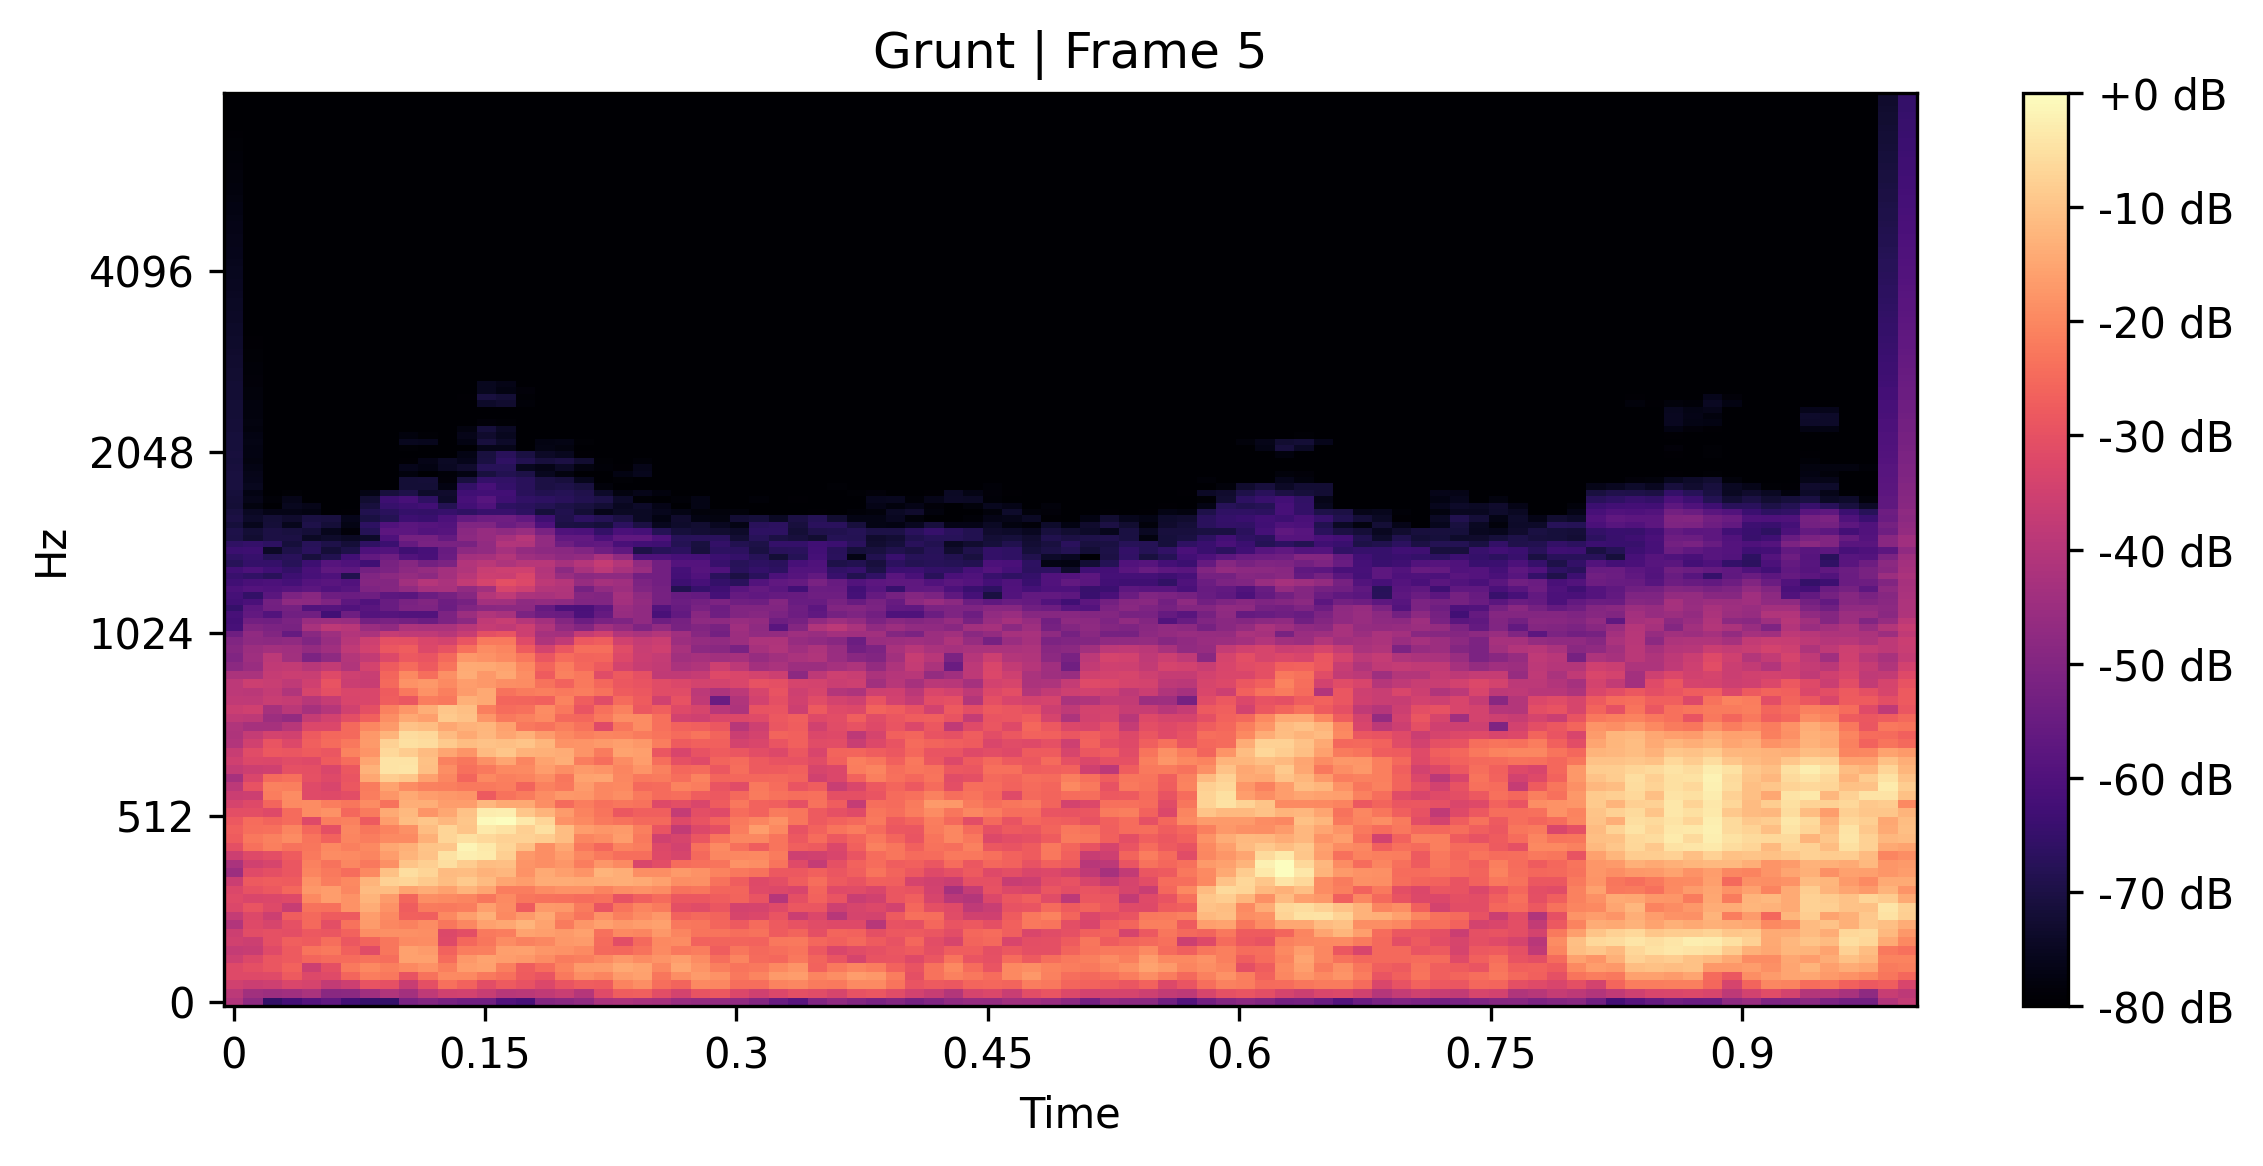 Grunt | Frame 5
+0 dB
-10 dB
-20 dB
-30 dB
-40 dB
-50 dB
-60 dB
-70 dB
-80 dB
4096
2048
1024
512
0
Hz
0 0.15 0.3 0.45 0.6 0.75 0.9
Time